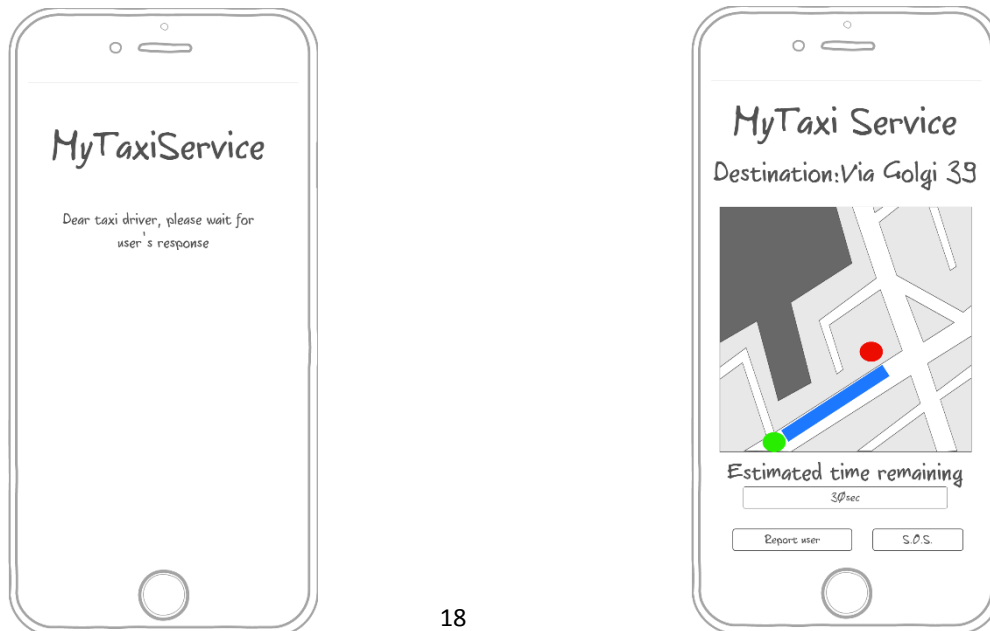 MyTaxiService
Dear taxi driver, please wait for
user's response
MyTaxi Service
Destination:Via Golgi 39
Estimated time remaining
30sec
Report user
S.O.S.
18